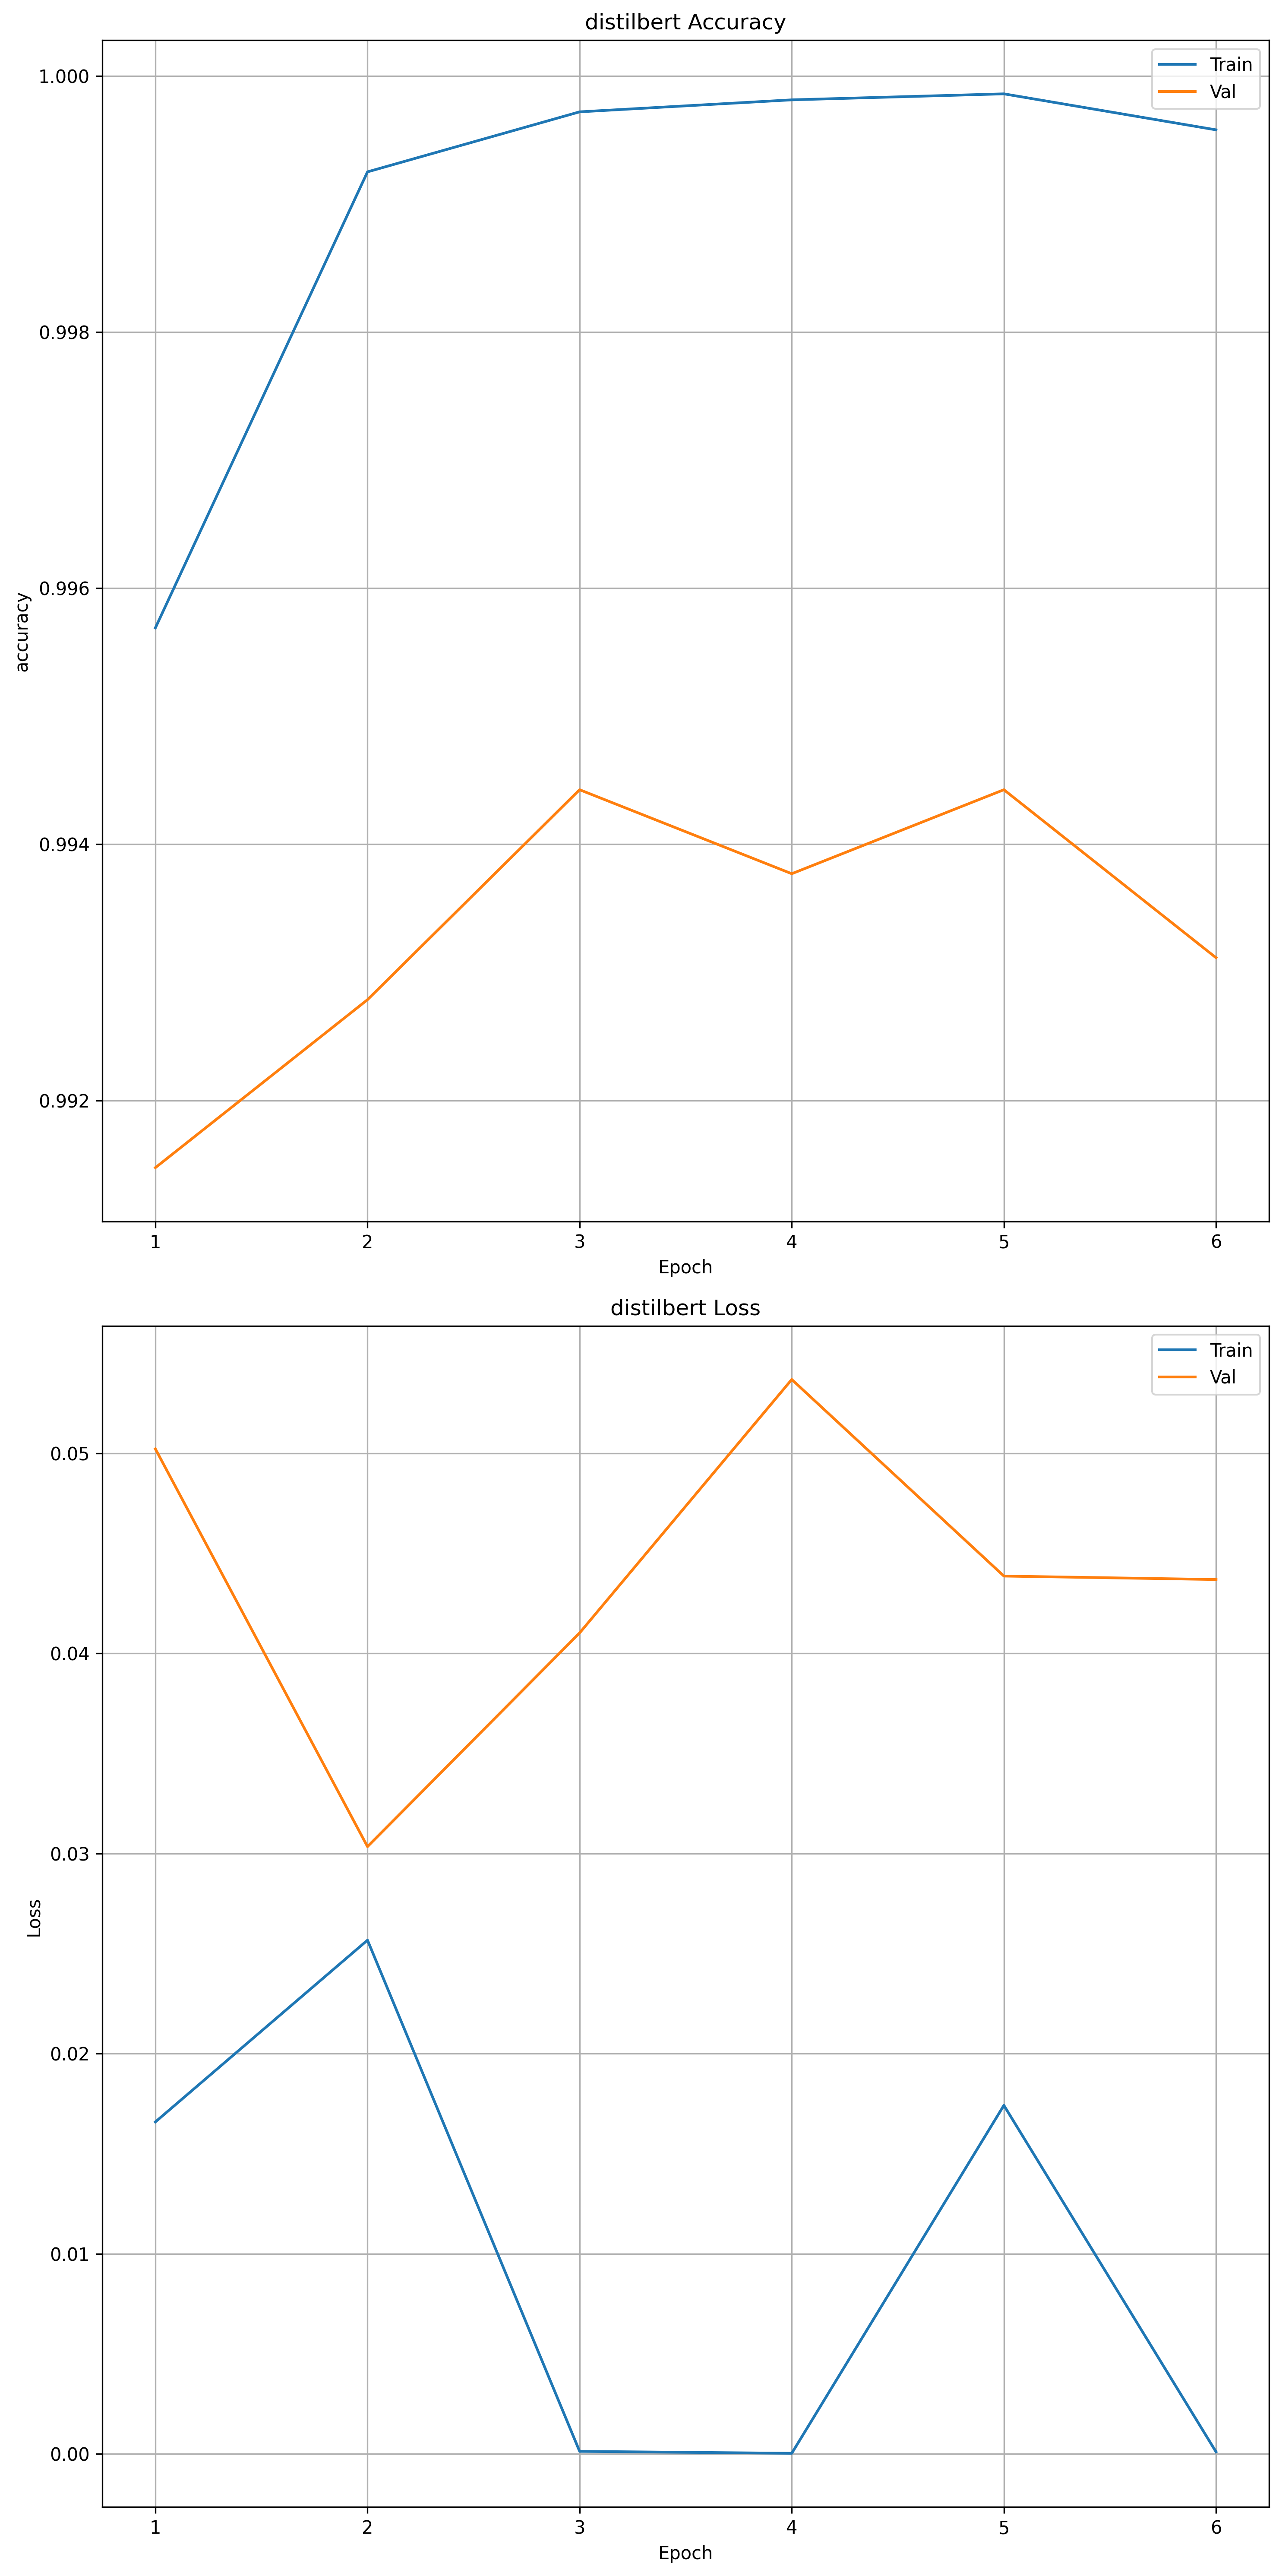 distilbert Accuracy
Train
Val
1.000
0.998
0.996
0.994
0.992
accuracy
1 2 3 4 5 6
Epoch
distilbert Loss
Train
Val
0.05
0.04
0.03
0.02
0.01
0.00
Loss
1 2 3 4 5 6
Epoch